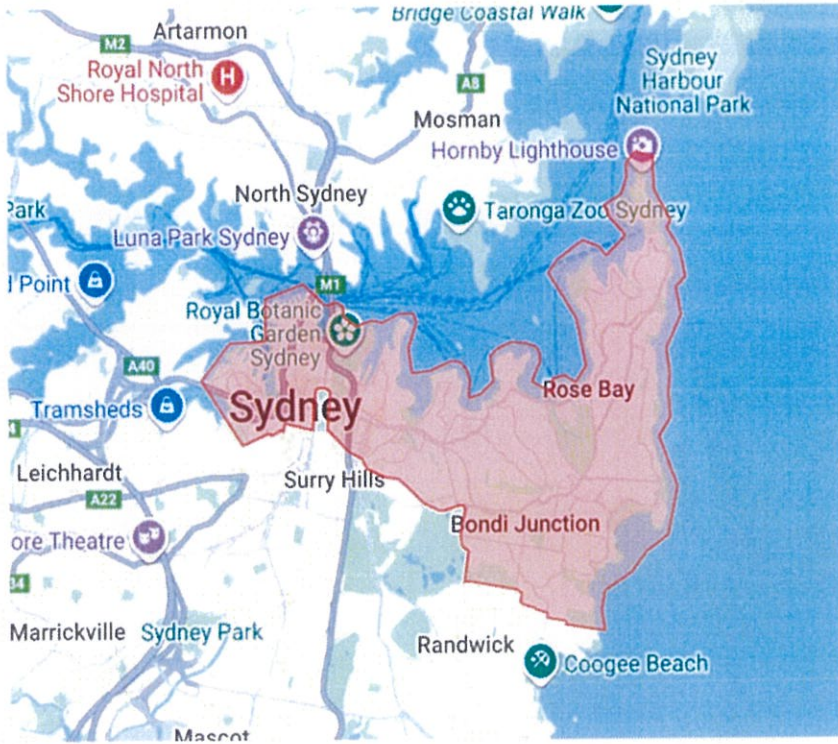 Bridge Coastal Walk
Artarmon
M2
Royal North
Shore Hospital
H
A8
Sydney
Harbour
National Park
Mosman
Hornby Lighthouse
North Sydney
Taronga Zoo Sydney
Park
Luna Park Sydney
d Point
M1
Royal Botanic
Garden
Sydney
A40
Rose Bay
Tramsheds
Sydney
Leichhardt
Surry Hills
A22
Bondi Junction
ore Theatre
34
Marrickville
Sydney Park
Randwick
Coogee Beach
Mascot